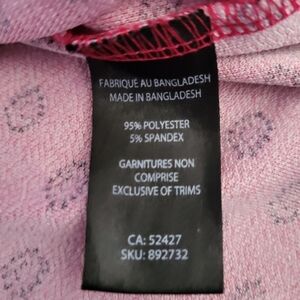 FABRIQUE AU BANGLADESH
MADE IN BANGLADESH
95% POLYESTER
5% SPANDEX
GARNITURES NON
COMPRISE
EXCLUSIVE OF TRIMS
CA: 52427
SKU: 892732